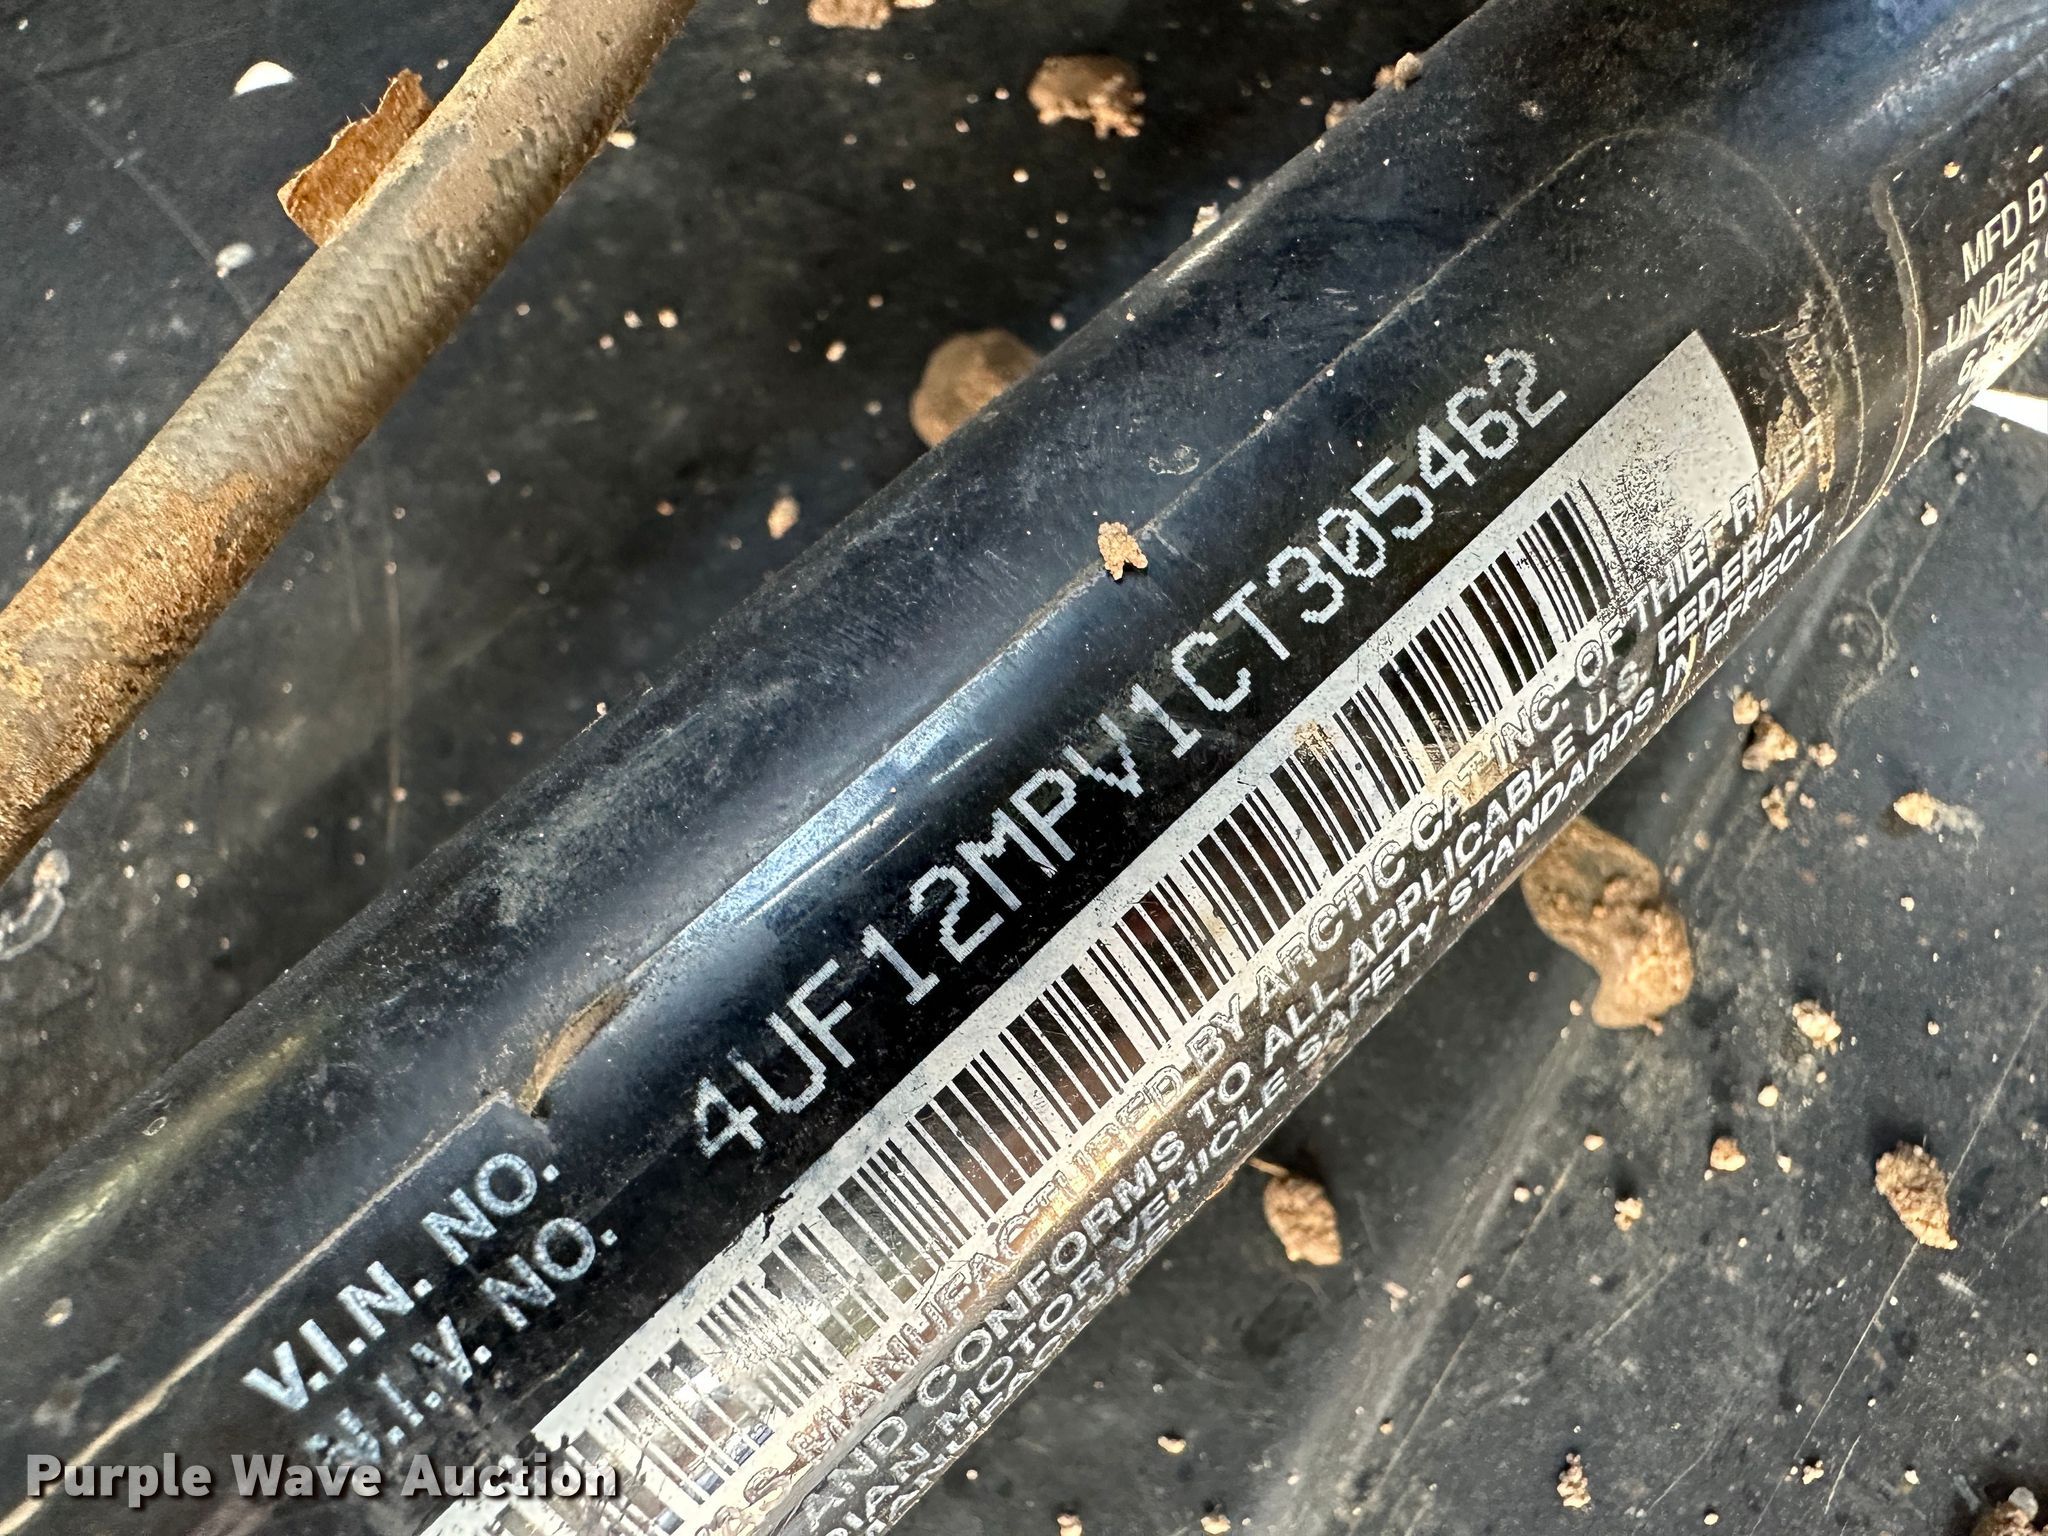 V.I.N. NO.
N.I.V. NO.
4UF12MPV1CT305462
MANUFACTURED BY ARCTIC CAT INC. OF THIEF RIVER
AND CONFORMS TO ALL APPLICABLE U.S. FEDERAL,
MOTOR VEHICLE SAFETY STANDARDS IN EFFECT
MFD BY
UNDER
Purple Wave Auction